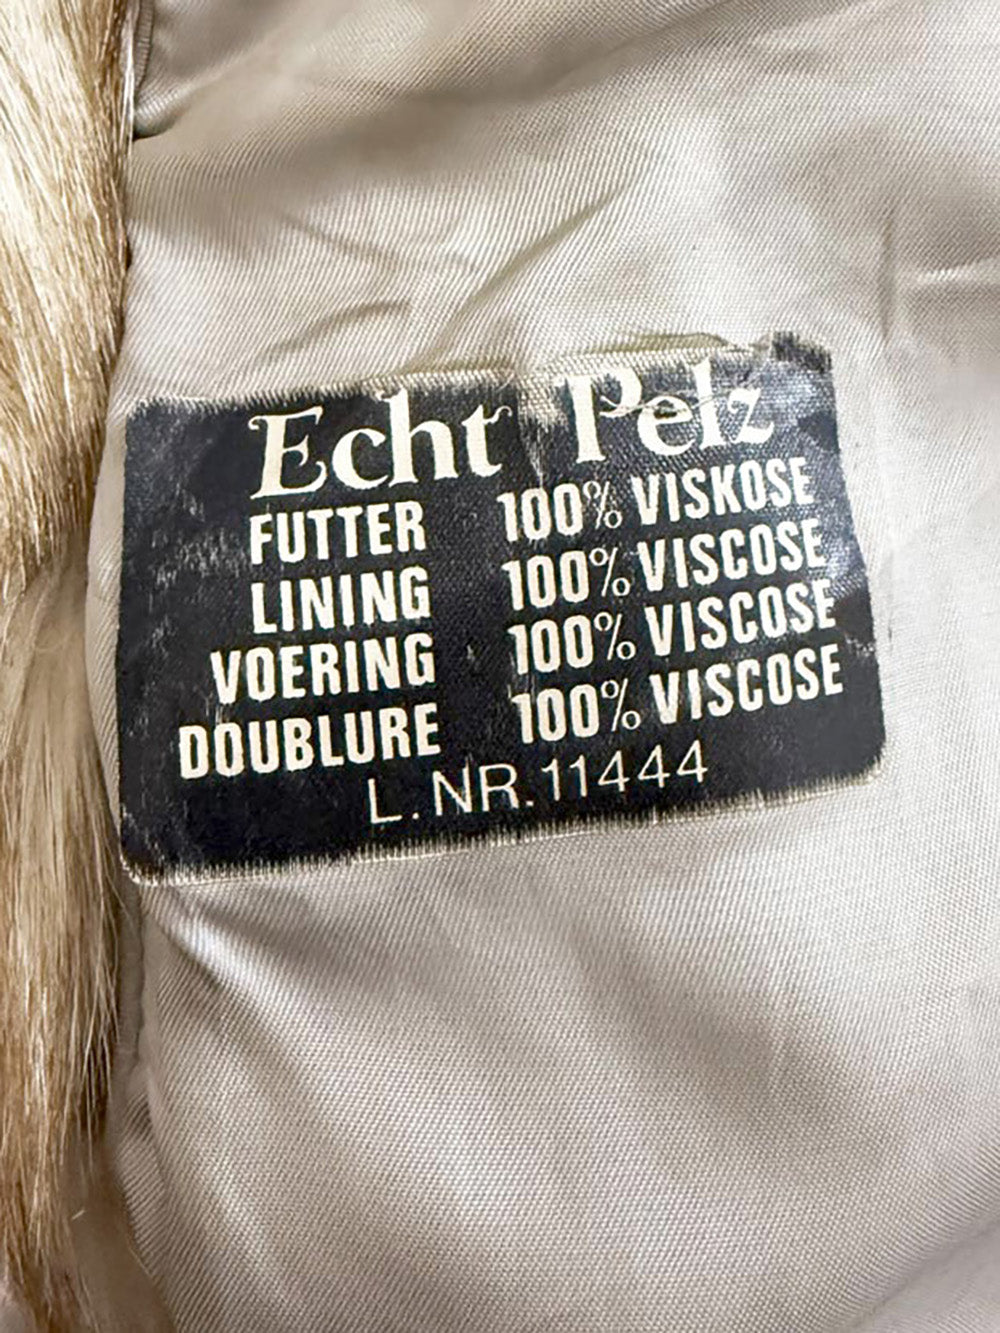 Echt Pelz
FUTTER 100% VISKOSE
LINING 100% VISCOSE
VOERING 100% VISCOSE
DOUBLURE 100% VISCOSE
L.NR.11444